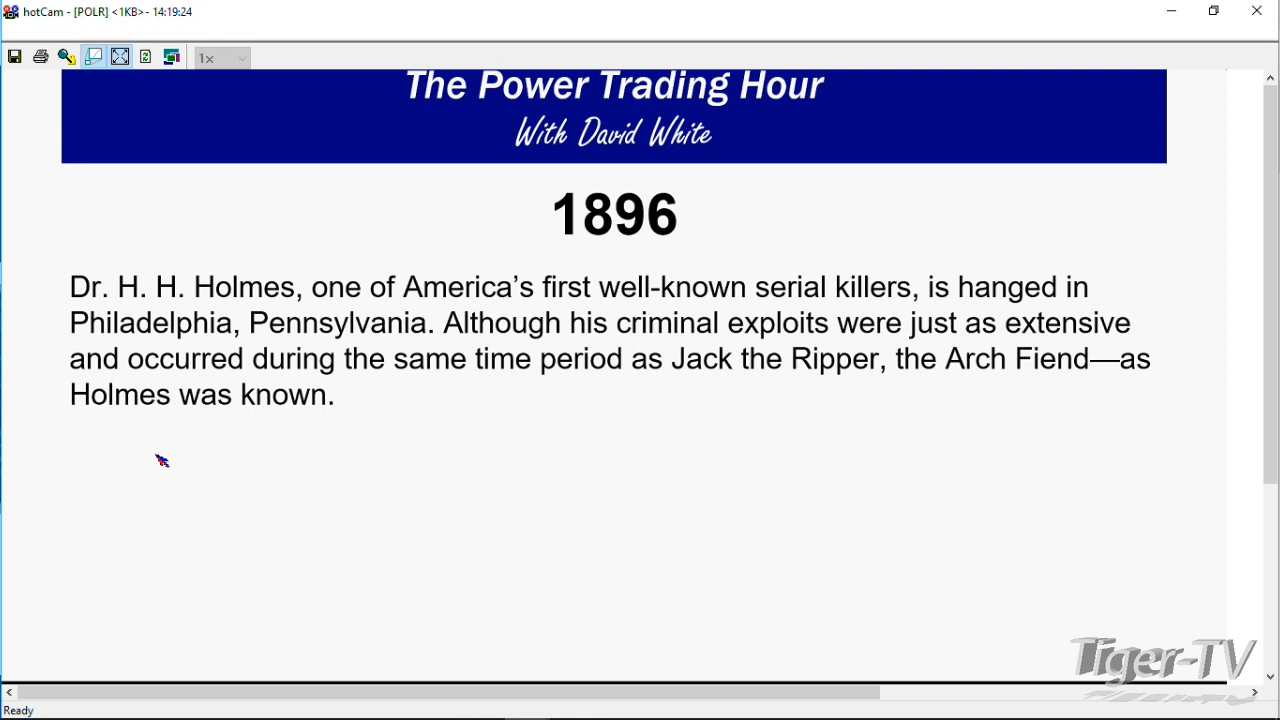 hotCam - [POLR] <1KB> - 14:19:24
1x
The Power Trading Hour
With David White
1896
Dr. H. H. Holmes, one of America’s first well-known serial killers, is hanged in
Philadelphia, Pennsylvania. Although his criminal exploits were just as extensive
and occurred during the same time period as Jack the Ripper, the Arch Fiend—as
Holmes was known.
Tiger-TV
Ready